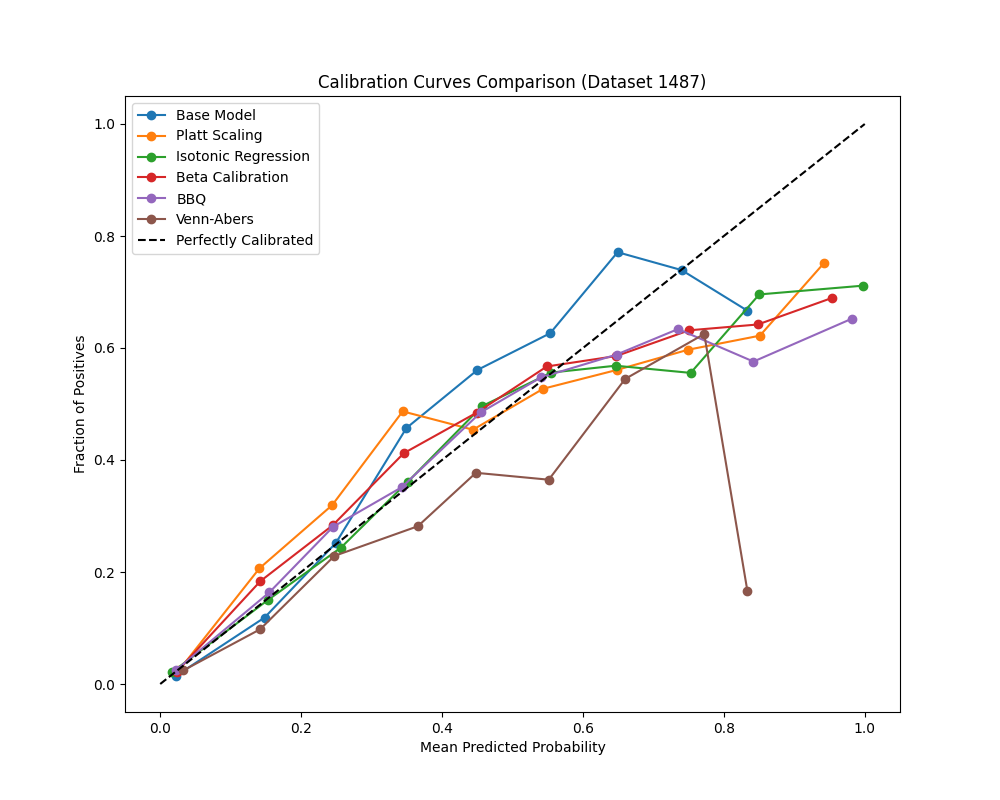 Calibration Curves Comparison (Dataset 1487)
Base Model
Platt Scaling
Isotonic Regression
Beta Calibration
BBQ
Venn-Abers
Perfectly Calibrated
Fraction of Positives
1.0
0.8
0.6
0.4
0.2
0.0
0.0 0.2 0.4 0.6 0.8 1.0
Mean Predicted Probability